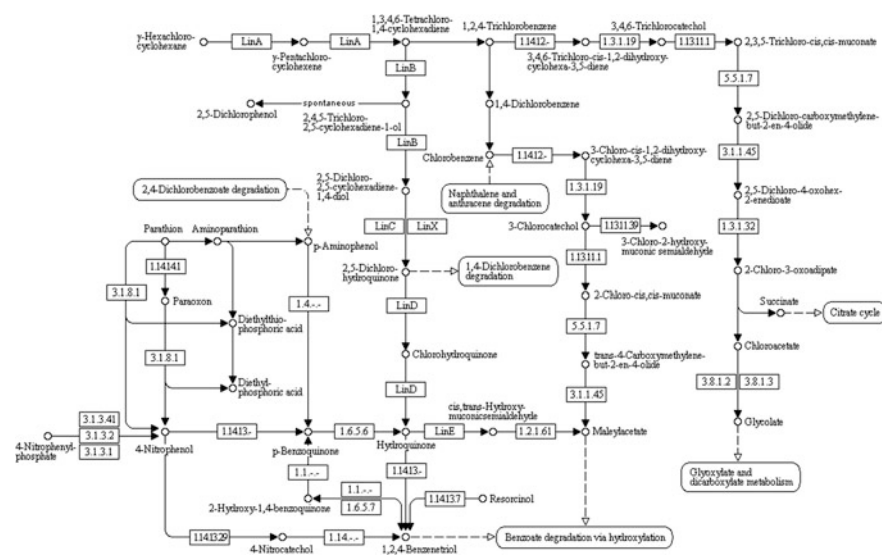 γ-Hexachloro-
cyclohexane
LinA
γ-Pentachloro-
cyclohexene
LinA
1,3,4,6-Tetrachloro-
1,4-cyclohexadiene
1,2,4-Trichlorobenzene
1.14.12.-
3,4,6-Trichloro-cis-1,2-dihydroxy-
cyclohexa-3,5-diene
1.3.1.19
3,4,6-Trichlorocatechol
1.13.11.1
2,3,5-Trichloro-cis,cis-muconate
LinB
5.5.1.7
2,5-Dichlorophenol
spontaneous
2,4,5-Trichloro-
2,5-cyclohexadiene-1-ol
1,4-Dichlorobenzene
2,5-Dichloro-carboxymethylene-
but-2-en-4-olide
LinB
3.1.1.45
Chlorobenzene
1.14.12.-
3-Chloro-cis-1,2-dihydroxy-
cyclohexa-3,5-diene
2,4-Dichlorobenzoate degradation
2,5-Dichloro-
2,5-cyclohexadiene-
1,4-diol
Naphthalene and
anthracene degradation
1.3.1.19
2,5-Dichloro-4-oxohex-
2-enedioate
LinC
LinX
3-Chlorocatechol
1.13.11.39
3-Chloro-2-hydroxy-
muconic semialdehyde
1.3.1.32
Parathion
Aminoparathion
p-Aminophenol
1.14.14.1
2,5-Dichloro-
hydroquinone
1,4-Dichlorobenzene
degradation
1.13.11.1
2-Chloro-3-oxoadipate
3.1.8.1
Paraoxon
1.4.-.-
2-Chloro-cis,cis-muconate
Succinate
Citrate cycle
Diethylthio-
phosphoric acid
LinD
5.5.1.7
Chloroacetate
3.1.8.1
Chlorohydroquinone
trans-4-Carboxymethylene-
but-2-en-4-olide
3.8.1.2
3.8.1.3
Diethyl-
phosphoric acid
LinD
3.1.1.45
cis,trans-Hydroxy-
muconicsemialdehyde
Glycolate
3.1.3.41
3.1.3.2
3.1.3.1
4-Nitrophenyl-
phosphate
4-Nitrophenol
1.14.13.-
p-Benzoquinone
1.6.5.6
Hydroquinone
LinE
1.2.1.61
Maleylacetate
1.1.-.-
1.14.13.-
Glyoxylate and
dicarboxylate metabolism
2-Hydroxy-1,4-benzoquinone
1.1.-.-
1.6.5.7
1.14.13.7
Resorcinol
1.14.13.29
4-Nitrocatechol
1.14.-.-
1,2,4-Benzenetriol
Benzoate degradation via hydroxylation